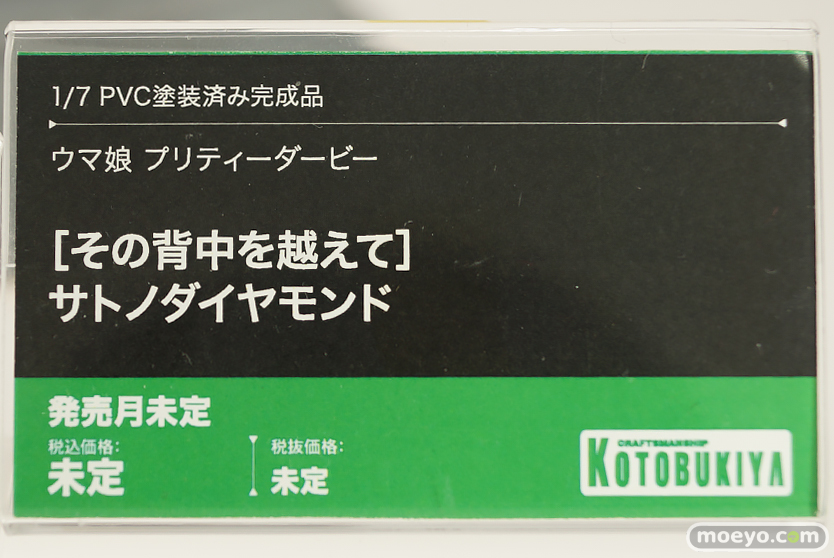 1/7 PVC塗装済み完成品
ウマ娘 プリティーダービー
[その背中を越えて]
サトノダイヤモンド
発売月未定
税込価格:
未定
税抜価格:
未定
CRAFTSMANSHIP
KOTOBUKIYA
moeyo.com